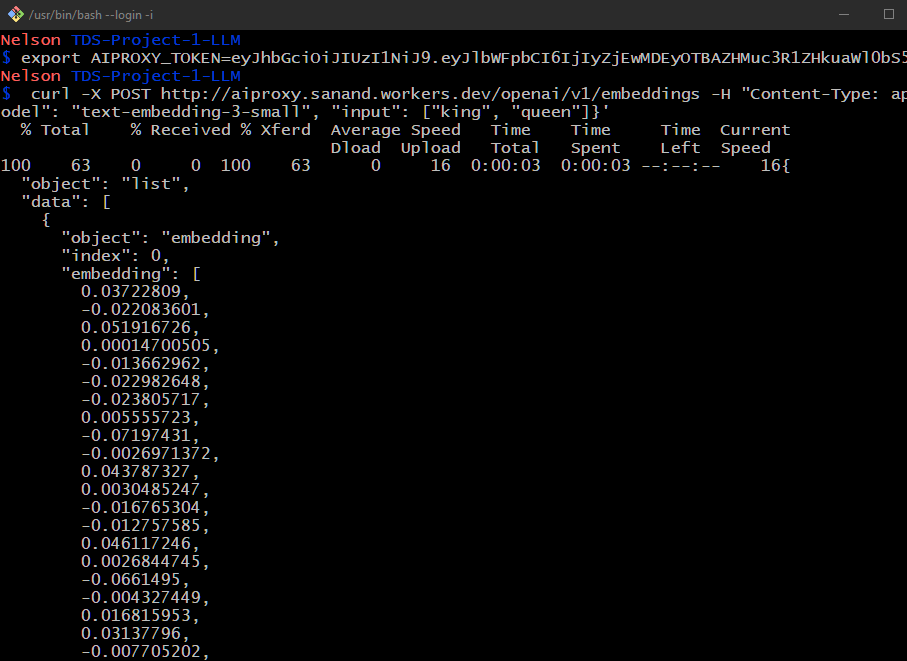 /usr/bin/bash --login -i
Nelson TDS-Project-1-LLM
$ export AIPROXY_TOKEN=eyJhbGciOiJIUzI1NiJ9.eyJlbWFpbCI6IjIyZjEwMDEyOTBAZHMuc3R1ZHkuaWl0bS5
Nelson TDS-Project-1-LLM
$  curl -X POST http://aiproxy.sanand.workers.dev/openai/v1/embeddings -H "Content-Type: ap
odel": "text-embedding-3-small", "input": ["king", "queen"]}'
  % Total    % Received % Xferd  Average Speed   Time    Time     Time  Current
                                 Dload  Upload   Total   Spent    Left  Speed
100    63    0     0  100    63      0     16  0:00:03  0:00:03 --:--:--    16{
  "object": "list",
  "data": [
    {
      "object": "embedding",
      "index": 0,
      "embedding": [
        0.03722809,
        -0.022083601,
        0.051916726,
        0.00014700505,
        -0.013662962,
        -0.022982648,
        -0.023805717,
        0.005555723,
        -0.07197431,
        -0.0026971372,
        0.043787327,
        0.0030485247,
        -0.016765304,
        -0.012757585,
        0.046117246,
        0.0026844745,
        -0.0661495,
        -0.004327449,
        0.016815953,
        0.03137796,
        -0.007705202,